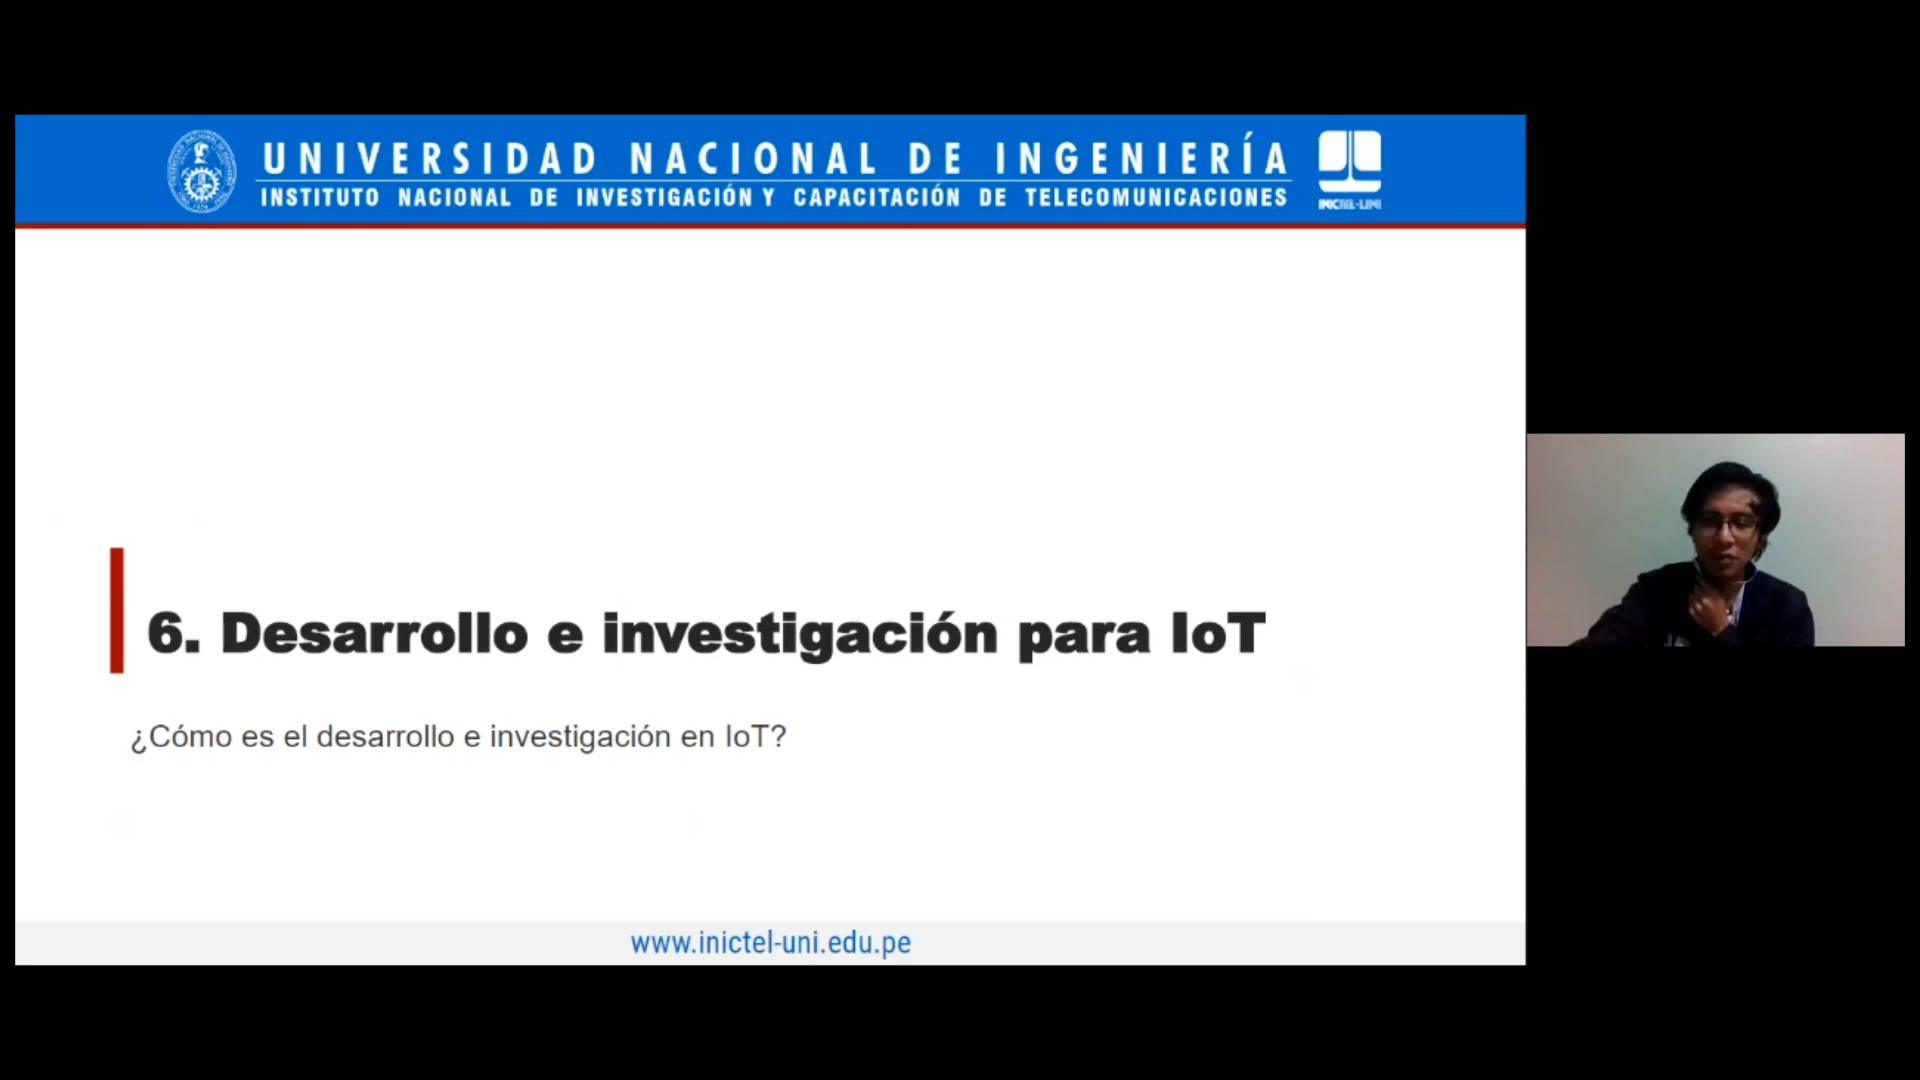 UNIVERSIDAD NACIONAL DE INGENIERÍA
INSTITUTO NACIONAL DE INVESTIGACIÓN Y CAPACITACIÓN DE TELECOMUNICACIONES
INICTEL-UNI
6. Desarrollo e investigación para IoT
¿Cómo es el desarrollo e investigación en IoT?
www.inictel-uni.edu.pe